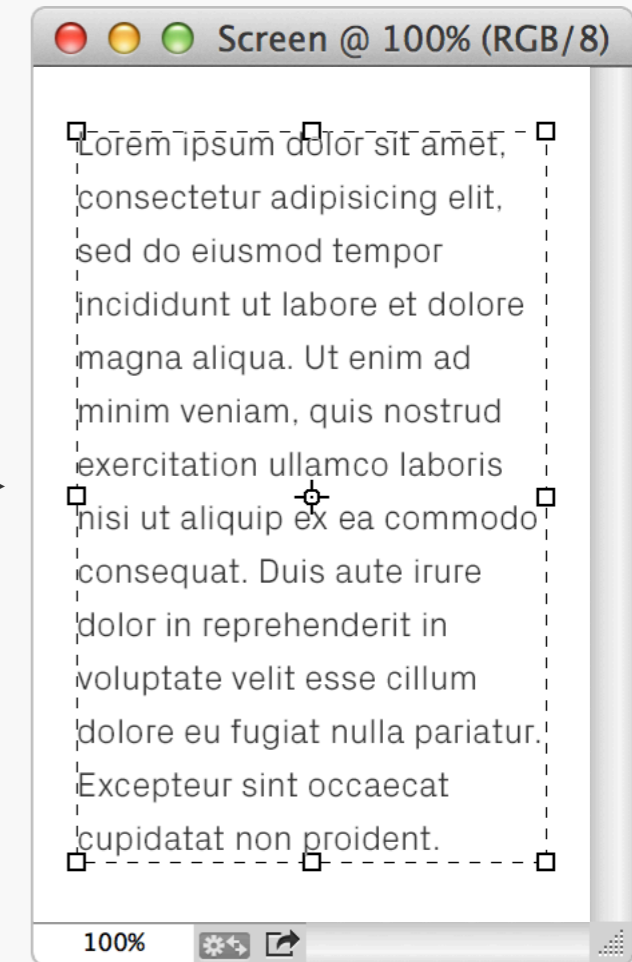 Screen @ 100% (RGB/8)
Lorem ipsum dolor sit amet,
consectetur adipisicing elit,
sed do eiusmod tempor
incididunt ut labore et dolore
magna aliqua. Ut enim ad
minim veniam, quis nostrud
exercitation ullamco laboris
nisi ut aliquip ex ea commodo
consequat. Duis aute irure
dolor in reprehenderit in
voluptate velit esse cillum
dolore eu fugiat nulla pariatur.
Excepteur sint occaecat
cupidatat non proident.
100%